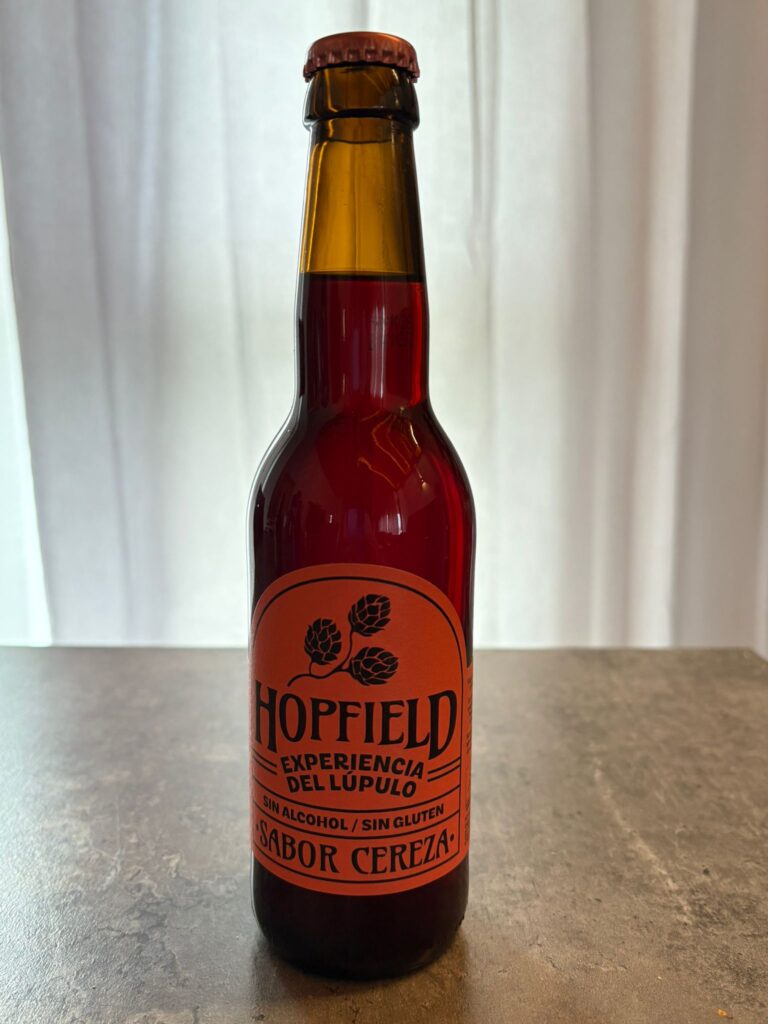 HOPFIELD
EXPERIENCIA
DEL LÚPULO
SIN ALCOHOL / SIN GLUTEN
·SABOR CEREZA·